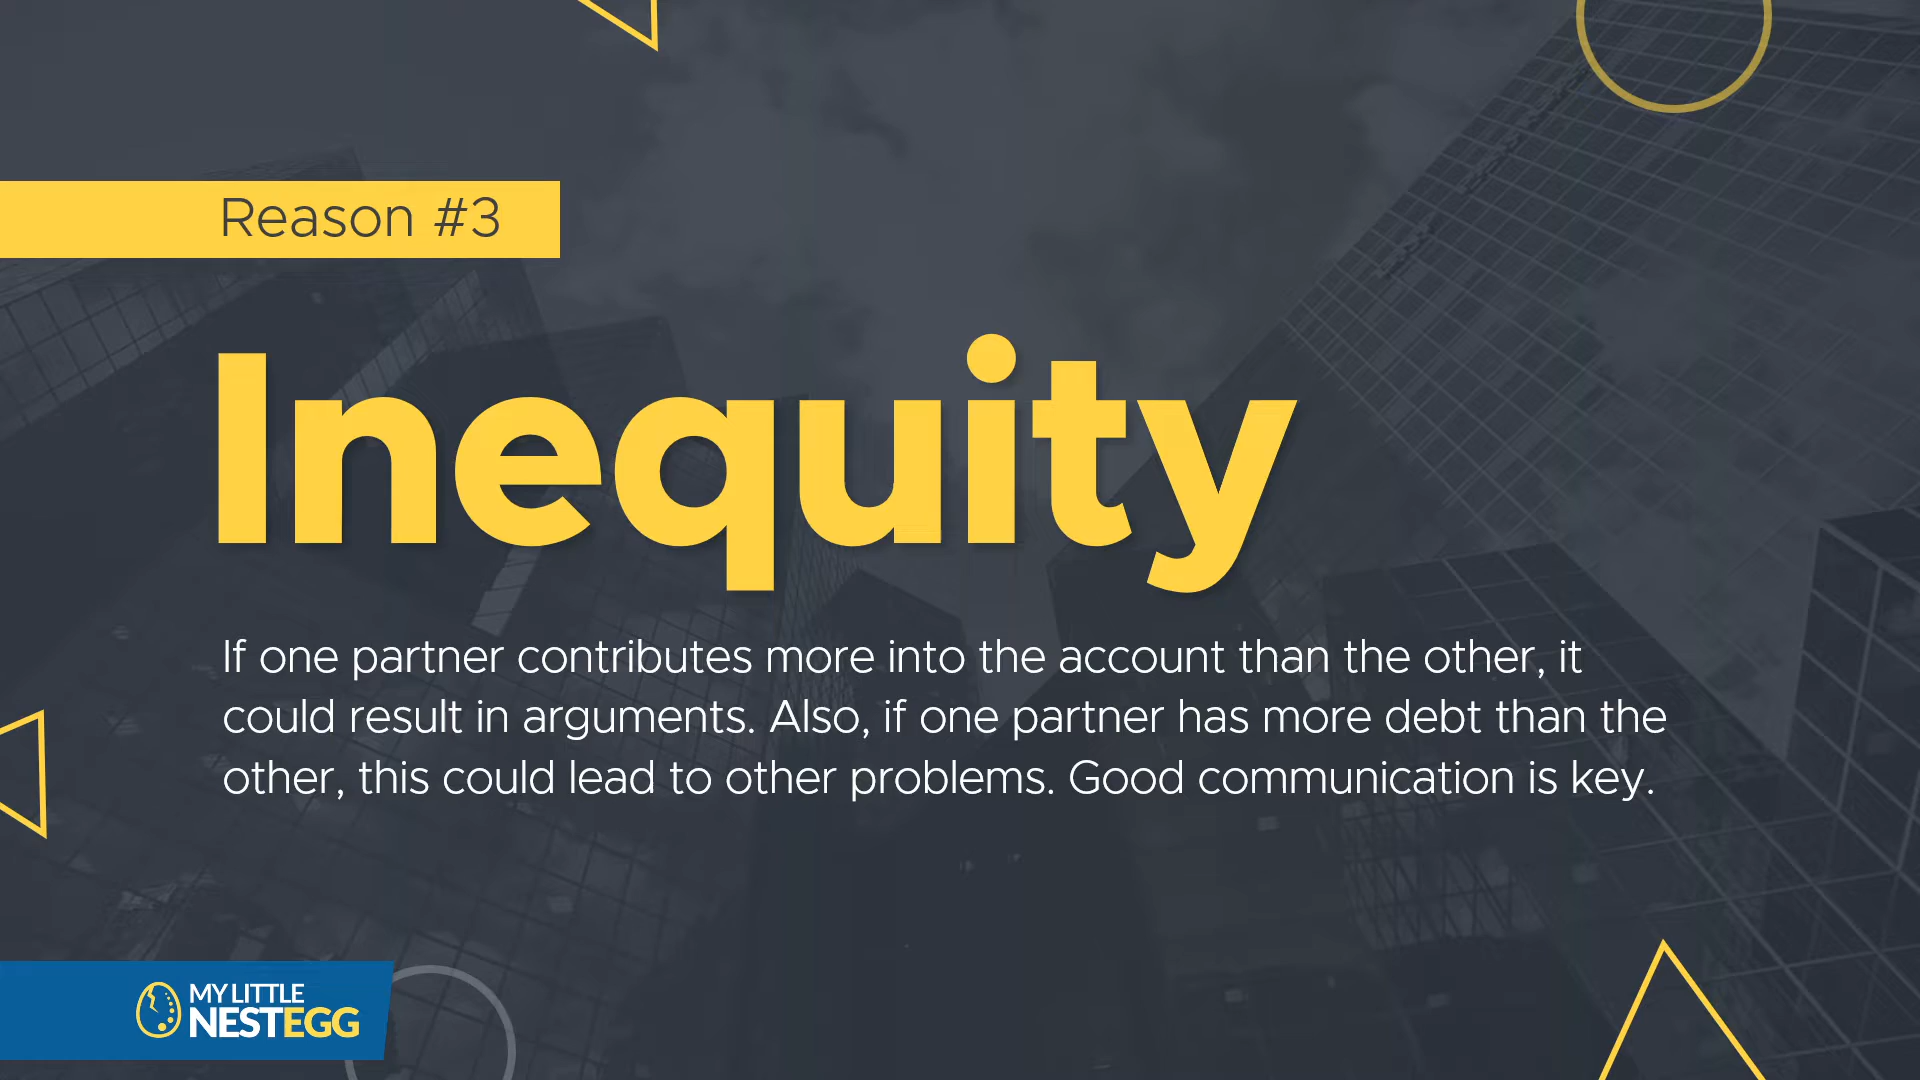 Reason #3
Inequity
If one partner contributes more into the account than the other, it
could result in arguments. Also, if one partner has more debt than the
other, this could lead to other problems. Good communication is key.
MY LITTLE
NESTEGG